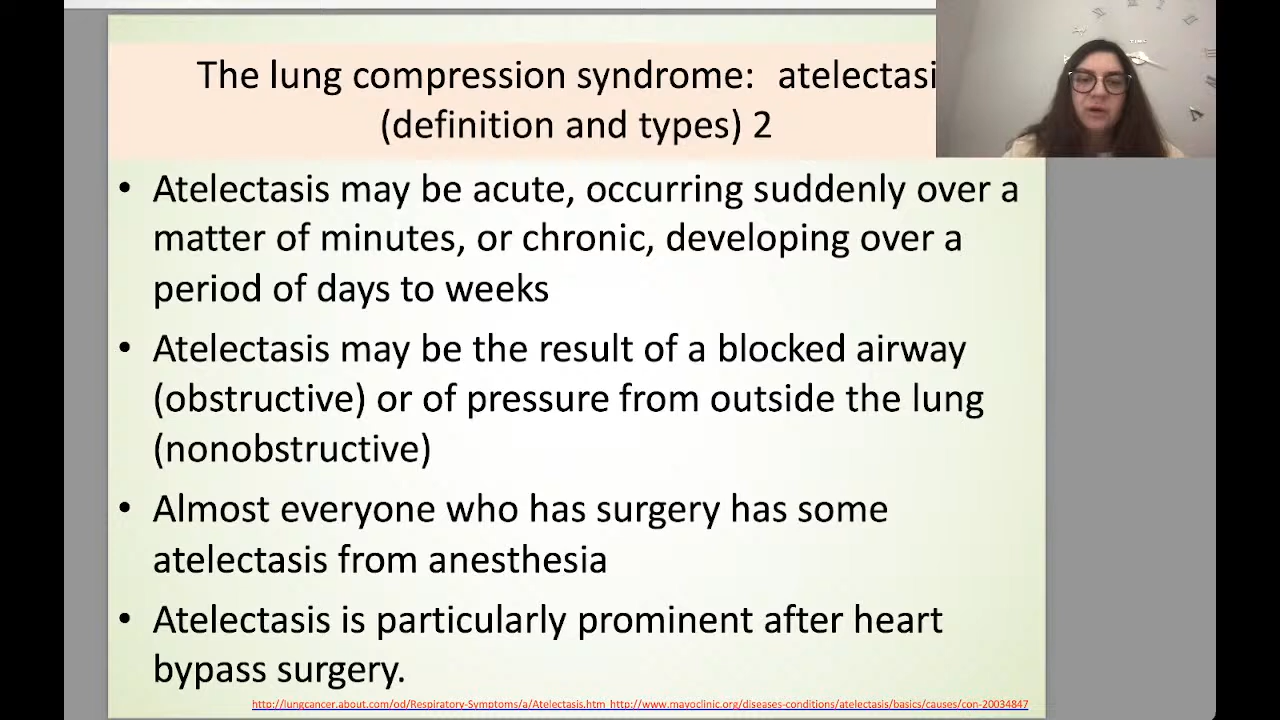 The lung compression syndrome: atelectasi
(definition and types) 2
• Atelectasis may be acute, occurring suddenly over a
matter of minutes, or chronic, developing over a
period of days to weeks
• Atelectasis may be the result of a blocked airway
(obstructive) or of pressure from outside the lung
(nonobstructive)
• Almost everyone who has surgery has some
atelectasis from anesthesia
• Atelectasis is particularly prominent after heart
bypass surgery.
http://lungcancer.about.com/od/Respiratory-Symptoms/a/Atelectasis.htm http://www.mayoclinic.org/diseases-conditions/atelectasis/basics/causes/con-20034847